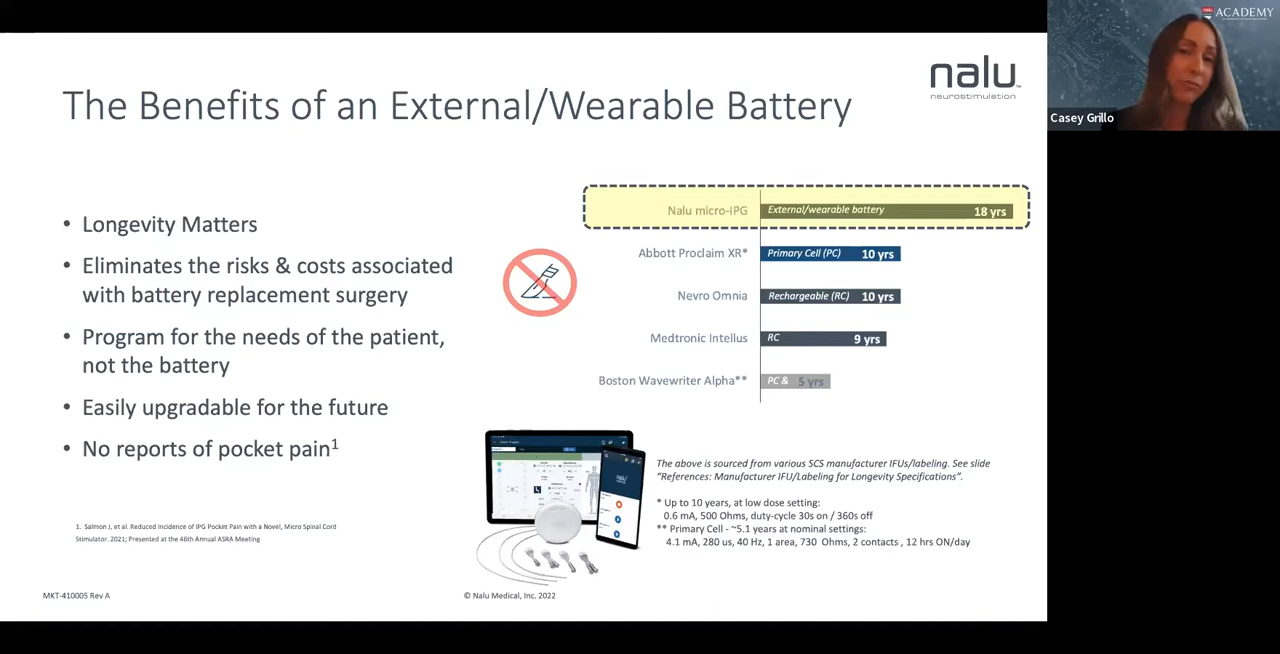 nalu ACADEMY
nalu
neurostimulation
The Benefits of an External/Wearable Battery
Casey Grillo
• Longevity Matters
• Eliminates the risks & costs associated
with battery replacement surgery
• Program for the needs of the patient,
not the battery
• Easily upgradable for the future
• No reports of pocket pain1
Nalu micro-IPG External/wearable battery 18 yrs
Abbott Proclaim XR* Primary Cell (PC) 10 yrs
Nevro Omnia Rechargeable (RC) 10 yrs
Medtronic Intellus RC 9 yrs
Boston Wavewriter Alpha** PC & 5 yrs
nalu
The above is sourced from various SCS manufacturer IFUs/labeling. See slide
“References: Manufacturer IFU/Labeling for Longevity Specifications”.
* Up to 10 years, at low dose setting:
0.6 mA, 500 Ohms, duty-cycle 30s on / 360s off
** Primary Cell - ~5.1 years at nominal settings:
4.1 mA, 280 us, 40 Hz, 1 area, 730 Ohms, 2 contacts , 12 hrs ON/day
1. Salmon J, et al. Reduced Incidence of IPG Pocket Pain with a Novel, Micro Spinal Cord
Stimulator. 2021; Presented at the 46th Annual ASRA Meeting
MKT-410005 Rev A
© Nalu Medical, Inc. 2022